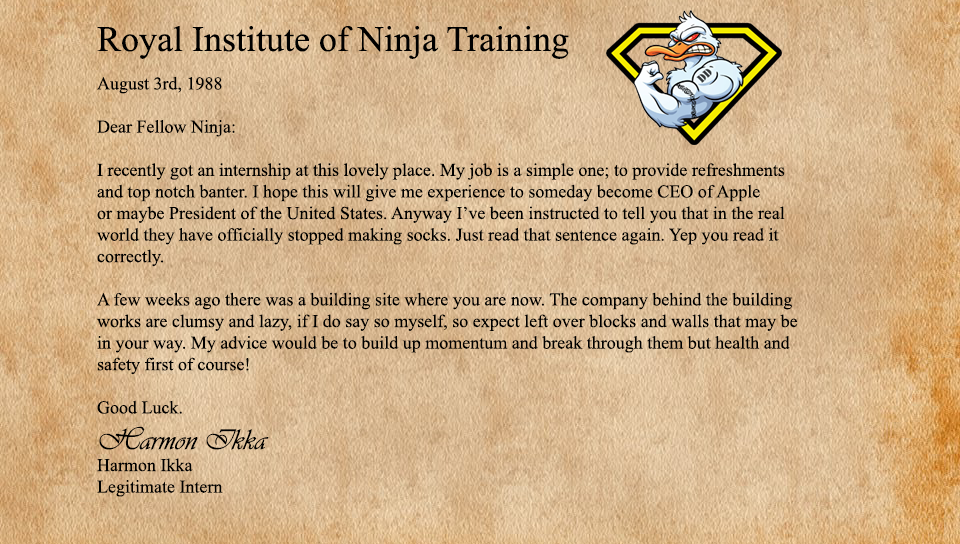 Royal Institute of Ninja Training
DD
August 3rd, 1988
Dear Fellow Ninja:
I recently got an internship at this lovely place. My job is a simple one; to provide refreshments
and top notch banter. I hope this will give me experience to someday become CEO of Apple
or maybe President of the United States. Anyway I’ve been instructed to tell you that in the real
world they have officially stopped making socks. Just read that sentence again. Yep you read it
correctly.
A few weeks ago there was a building site where you are now. The company behind the building
works are clumsy and lazy, if I do say so myself, so expect left over blocks and walls that may be
in your way. My advice would be to build up momentum and break through them but health and
safety first of course!
Good Luck.
Harmon Ikka
Harmon Ikka
Legitimate Intern